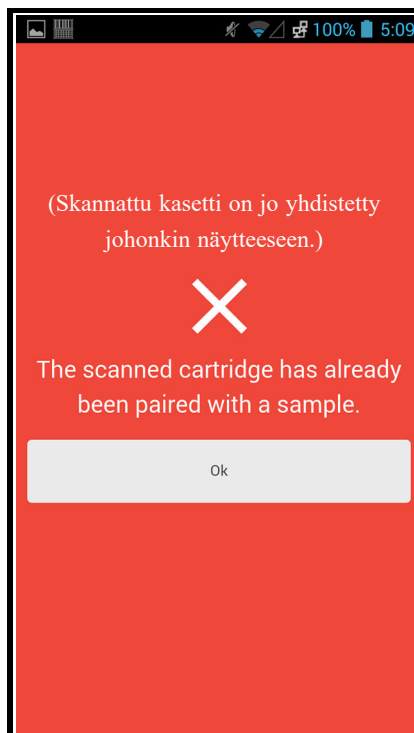 100% 5:09
(Skannattu kasetti on jo yhdistetty
johonkin näytteeseen.)
The scanned cartridge has already
been paired with a sample.
Ok